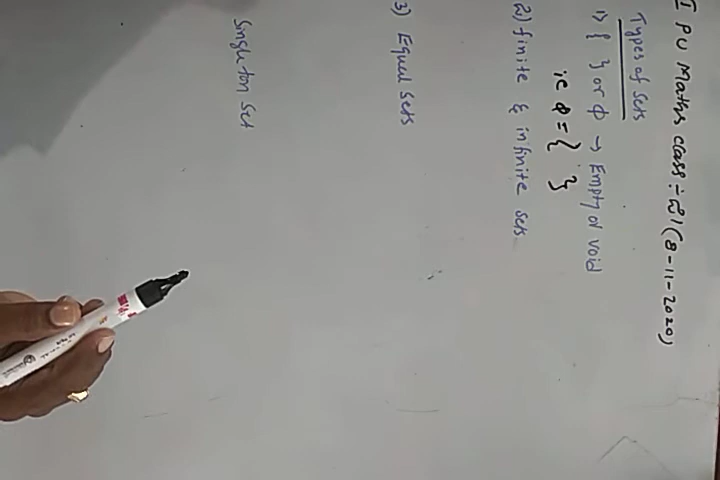 I PU Maths class:- 21 (8-11-2020)
Types of Sets
1) { } or ϕ → Empty or void
ie ϕ = { }
2) finite & infinite sets
3) Equal sets
Singleton Set